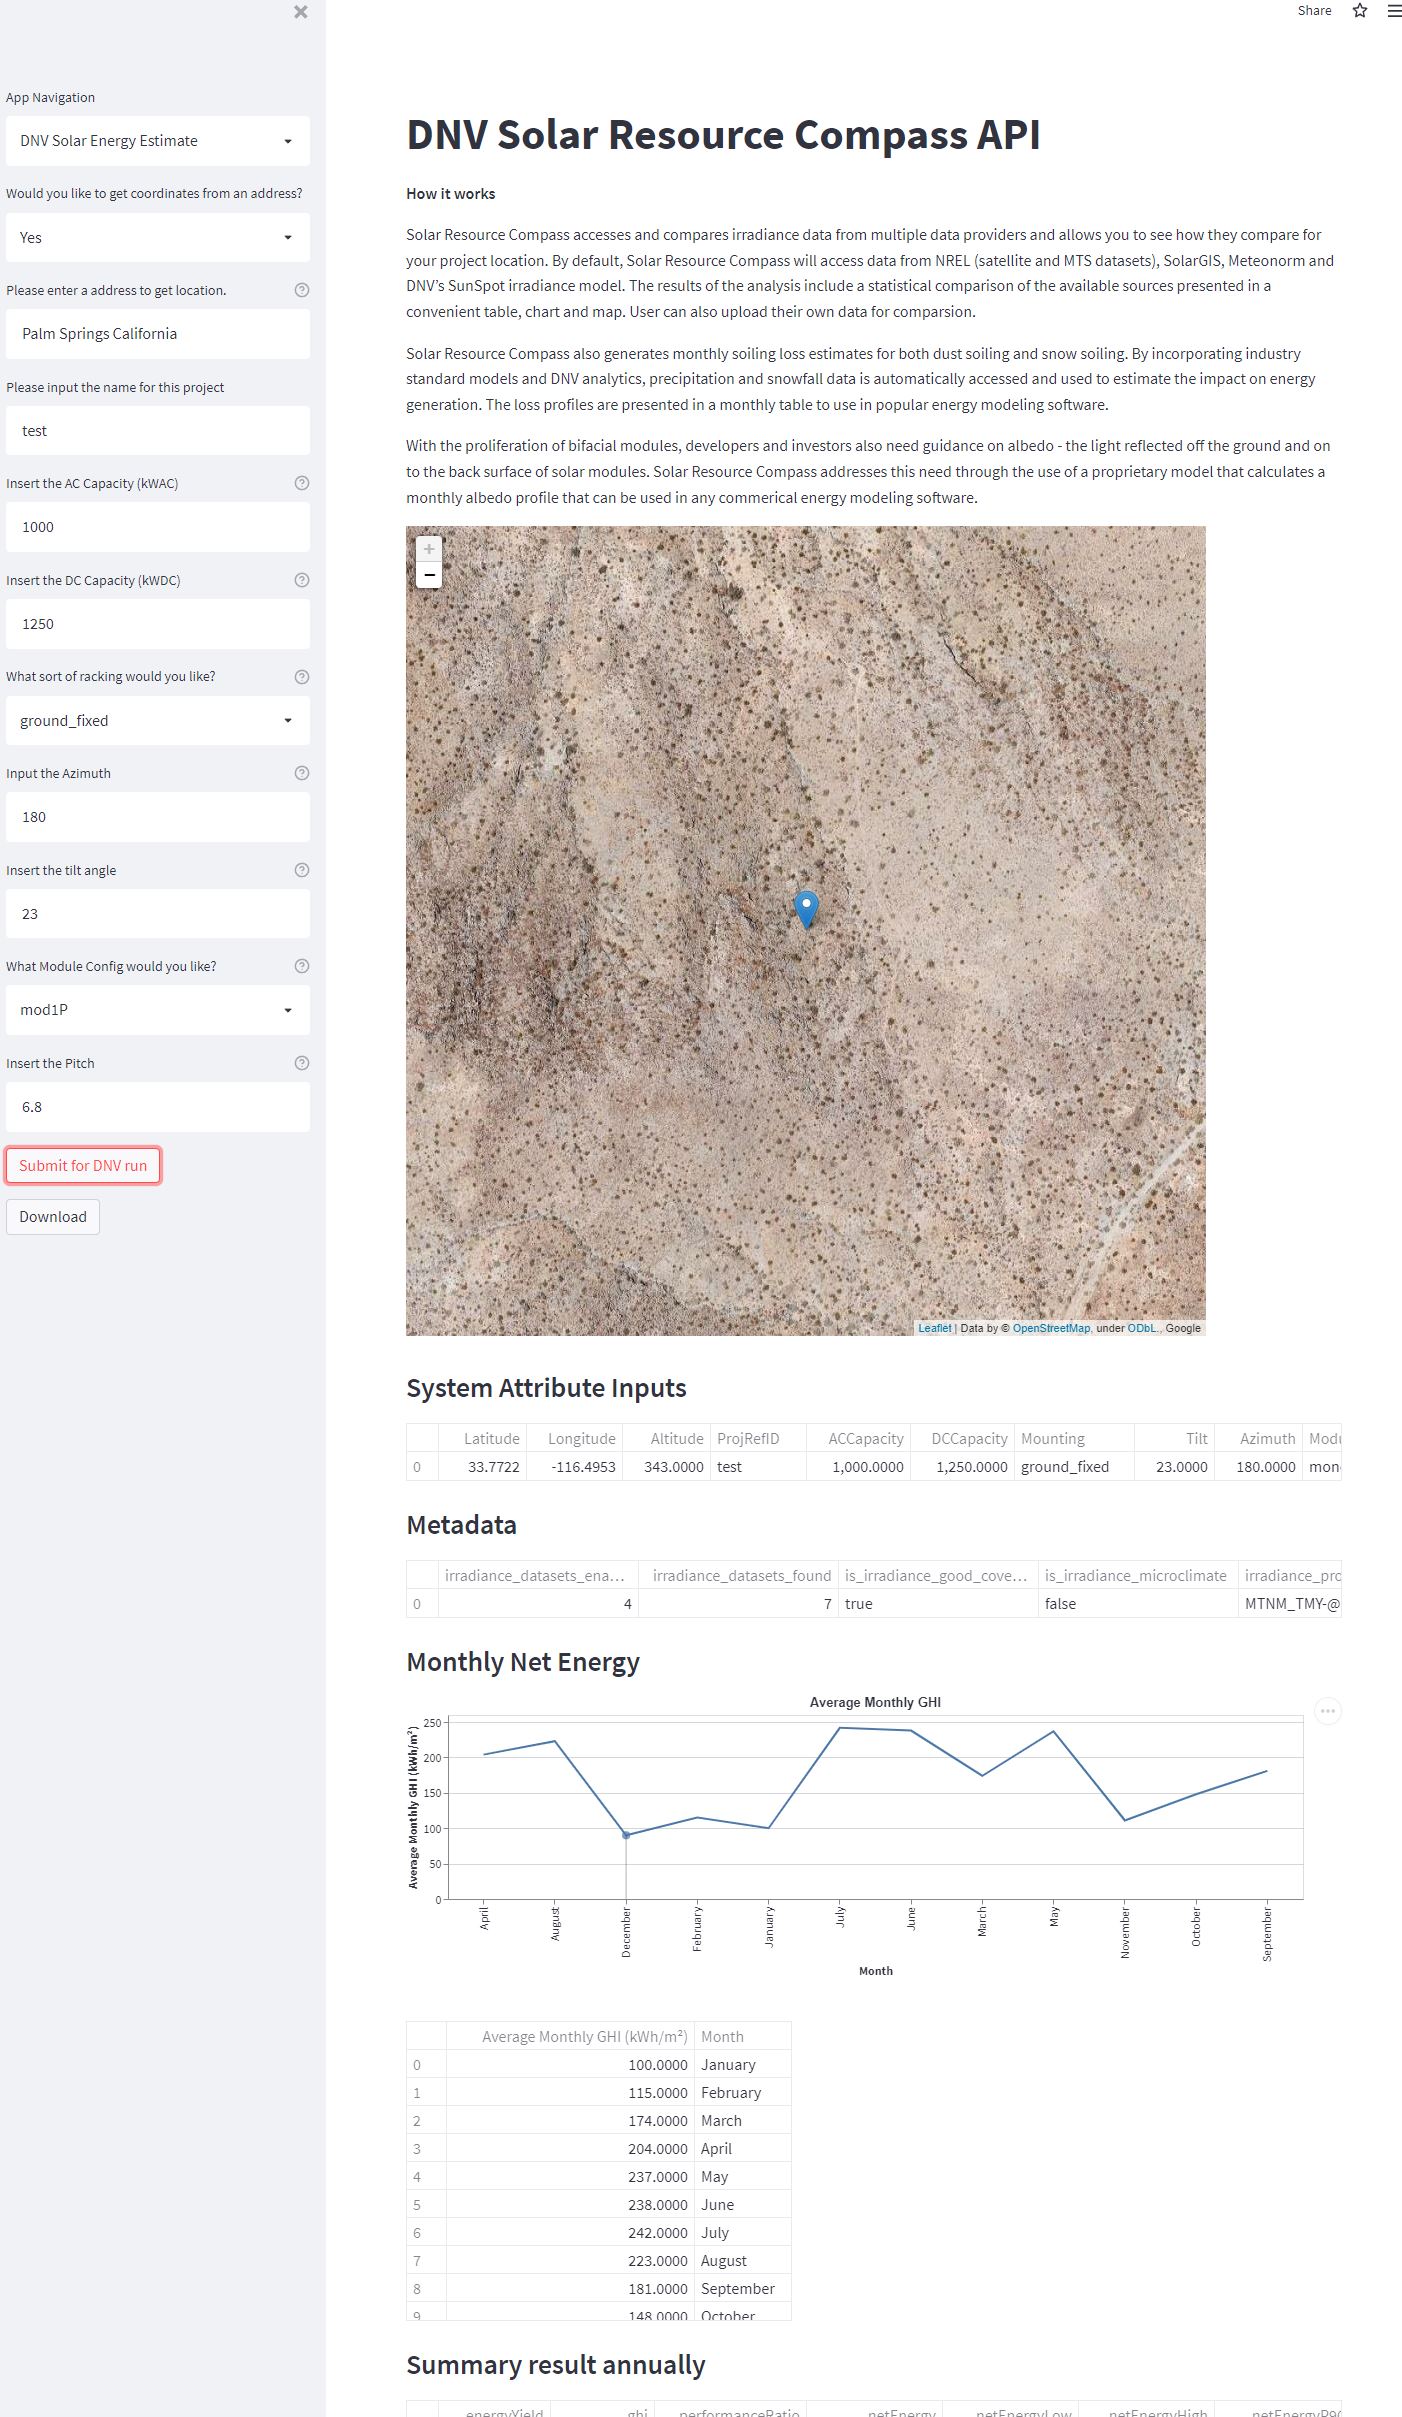 Share
App Navigation
DNV Solar Energy Estimate
Would you like to get coordinates from an address?
Yes
Please enter a address to get location.
Palm Springs California
Please input the name for this project
test
Insert the AC Capacity (kWAC)
1000
Insert the DC Capacity (kWDC)
1250
What sort of racking would you like?
ground_fixed
Input the Azimuth
180
Insert the tilt angle
23
What Module Config would you like?
mod1P
Insert the Pitch
6.8
Submit for DNV run
Download
DNV Solar Resource Compass API
How it works
Solar Resource Compass accesses and compares irradiance data from multiple data providers and allows you to see how they compare for
your project location. By default, Solar Resource Compass will access data from NREL (satellite and MTS datasets), SolarGIS, Meteonorm and
DNV's SunSpot irradiance model. The results of the analysis include a statistical comparison of the available sources presented in a
convenient table, chart and map. User can also upload their own data for comparsion.
Solar Resource Compass also generates monthly soiling loss estimates for both dust soiling and snow soiling. By incorporating industry
standard models and DNV analytics, precipitation and snowfall data is automatically accessed and used to estimate the impact on energy
generation. The loss profiles are presented in a monthly table to use in popular energy modeling software.
With the proliferation of bifacial modules, developers and investors also need guidance on albedo - the light reflected off the ground and on
to the back surface of solar modules. Solar Resource Compass addresses this need through the use of a proprietary model that calculates a
monthly albedo profile that can be used in any commerical energy modeling software.
+
−
Leaflet | Data by © OpenStreetMap, under ODbL., Google
System Attribute Inputs
Latitude Longitude Altitude ProjRefID ACCapacity DCCapacity Mounting Tilt Azimuth Modu
0 33.7722 -116.4953 343.0000 test 1,000.0000 1,250.0000 ground_fixed 23.0000 180.0000 mon
Metadata
irradiance_datasets_ena... irradiance_datasets_found is_irradiance_good_cove... is_irradiance_microclimate irradiance_pro
0 4 7 true false MTNM_TMY-@
Monthly Net Energy
Average Monthly GHI
Average Monthly GHI (kWh/m²)
250
200
150
100
50
0
April August December February January July June March May November October September
Month
Average Monthly GHI (kWh/m²) Month
0 100.0000 January
1 115.0000 February
2 174.0000 March
3 204.0000 April
4 237.0000 May
5 238.0000 June
6 242.0000 July
7 223.0000 August
8 181.0000 September
9 148.0000 October
Summary result annually
energyYield ghi performanceRatio netEnergy netEnergyLow netEnergyHigh netEnergyP90